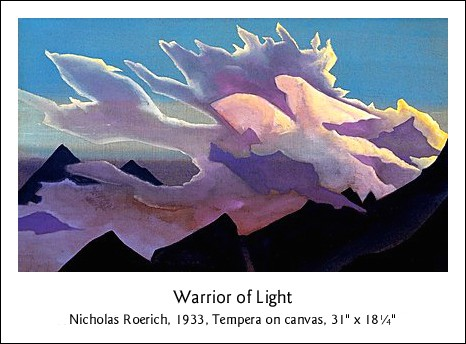 Warrior of Light
Nicholas Roerich, 1933, Tempera on canvas, 31" x 18¼"